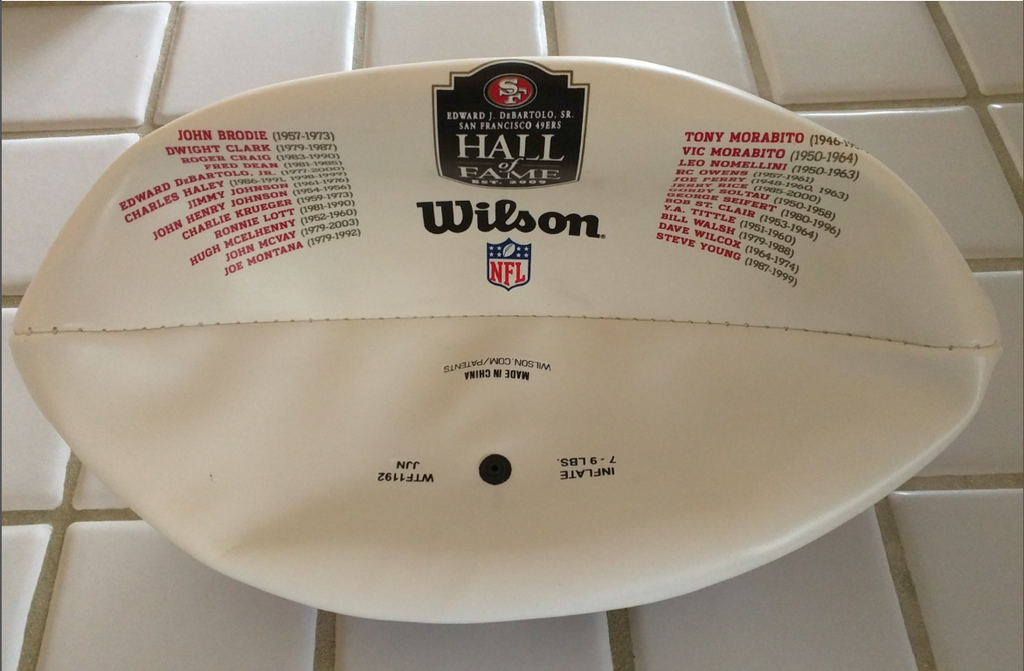 SF
EDWARD J. DEBARTOLO, SR.
SAN FRANCISCO 49ERS
HALL
of
FAME
EST. 2009
Wilson
NFL
JOHN BRODIE (1957-1973)
DWIGHT CLARK (1979-1987)
ROGER CRAIG (1983-1990)
FRED DEAN (1981-1985)
EDWARD DEBARTOLO, JR. (1977-2000)
CHARLES HALEY (1986-1991, 1998-1999)
JIMMY JOHNSON (1961-1976)
JOHN HENRY JOHNSON (1954-1956)
CHARLIE KRUEGER (1959-1973)
RONNIE LOTT (1981-1990)
HUGH MCELHENNY (1952-1960)
JOHN MCVAY (1979-2003)
JOE MONTANA (1979-1992)
TONY MORABITO (1946-
VIC MORABITO (1950-1964)
LEO NOMELLINI (1950-1963)
RC OWENS (1957-1961)
JOE PERRY (1948-1960, 1963)
JERRY RICE (1985-2000)
SOLTAU (1950-1958)
GEORGE SEIFERT (1980-1996)
BOB ST. CLAIR (1953-1964)
Y.A. TITTLE (1951-1960)
BILL WALSH (1979-1988)
DAVE WILCOX (1964-1974)
STEVE YOUNG (1987-1999)
MADE IN CHINA
WILSON.COM/PATENTS
INFLATE
7 - 9 LBS.
JJN
WTF1192